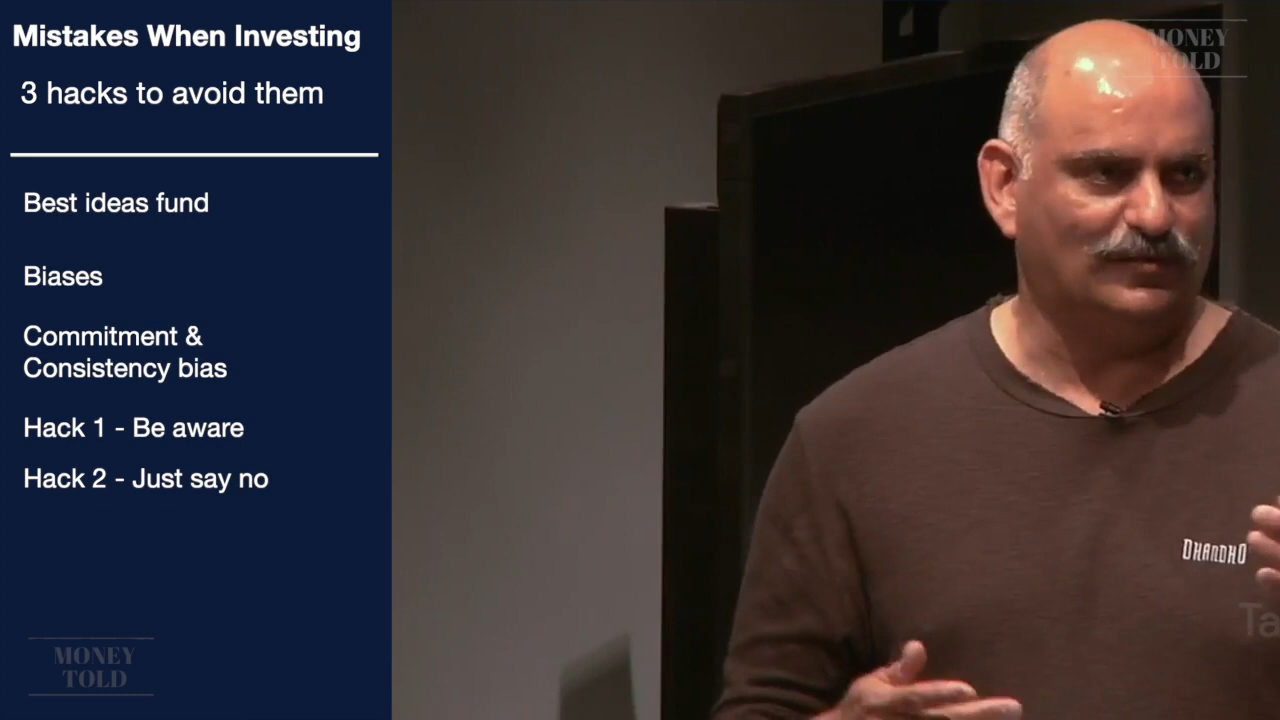 Mistakes When Investing
3 hacks to avoid them
Best ideas fund
Biases
Commitment &
Consistency bias
Hack 1 - Be aware
Hack 2 - Just say no
MONEY
TOLD
MONEY
TOLD
DHANDHO
Ta